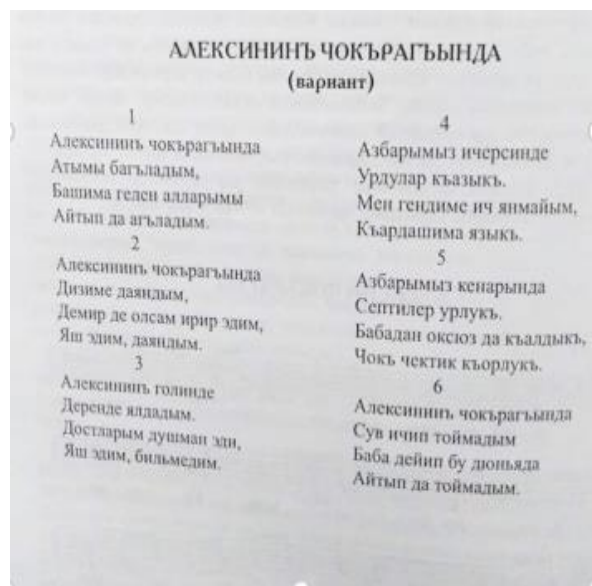 АЛЕКСИНИНЪ ЧОКЪРАГЪЫНДА
(вариант)
1
Алексининъ чокърагъында
Атымы багъладым,
Башима гелен алларымы
Айтып да агъладым.
2
Алексининъ чокърагъында
Дизиме даяндым,
Демир де олсам ирир эдим,
Яш эдим, даяндым.
3
Алексининъ голинде
Деренде ялдадым.
Достларым душман эди,
Яш эдим, бильмедим.
4
Азбарымыз ичерсинде
Урдулар къазыкъ.
Мен гендиме ич янмайым,
Къардашима языкъ.
5
Азбарымыз кенарында
Септилер урлукъ.
Бабадан оксюз да къалдыкъ,
Чокъ чектик къорлукъ.
6
Алексининъ чокърагъында
Сув ичип тоймадым
Баба дейип бу дюньяда
Айтып да тоймадым.